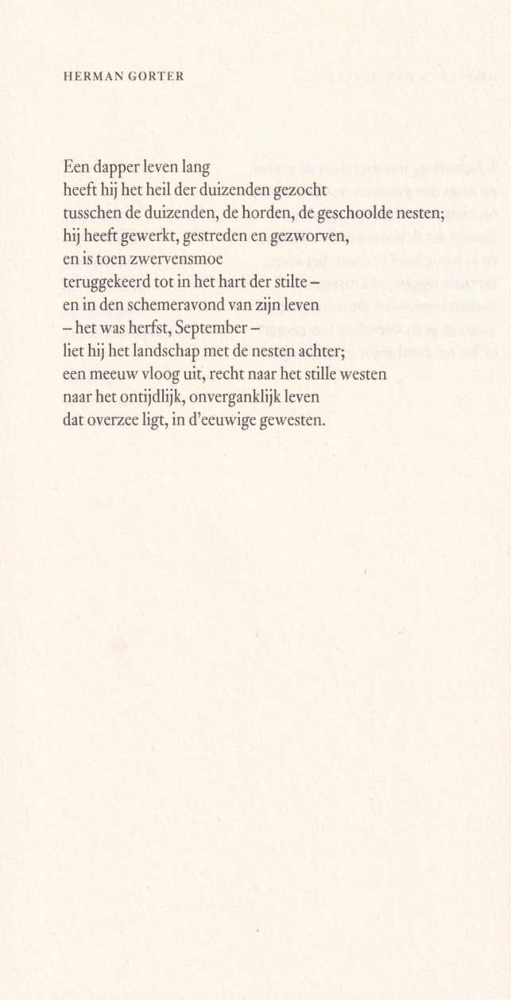 HERMAN GORTER
Een dapper leven lang
heeft hij het heil der duizenden gezocht
tusschen de duizenden, de horden, de geschoolde nesten;
hij heeft gewerkt, gestreden en gezworven,
en is toen zwervensmoe
teruggekeerd tot in het hart der stilte –
en in den schemeravond van zijn leven
– het was herfst, September –
liet hij het landschap met de nesten achter;
een meeuw vloog uit, recht naar het stille westen
naar het ontijdlijk, onverganklijk leven
dat overzee ligt, in d'eeuwige gewesten.